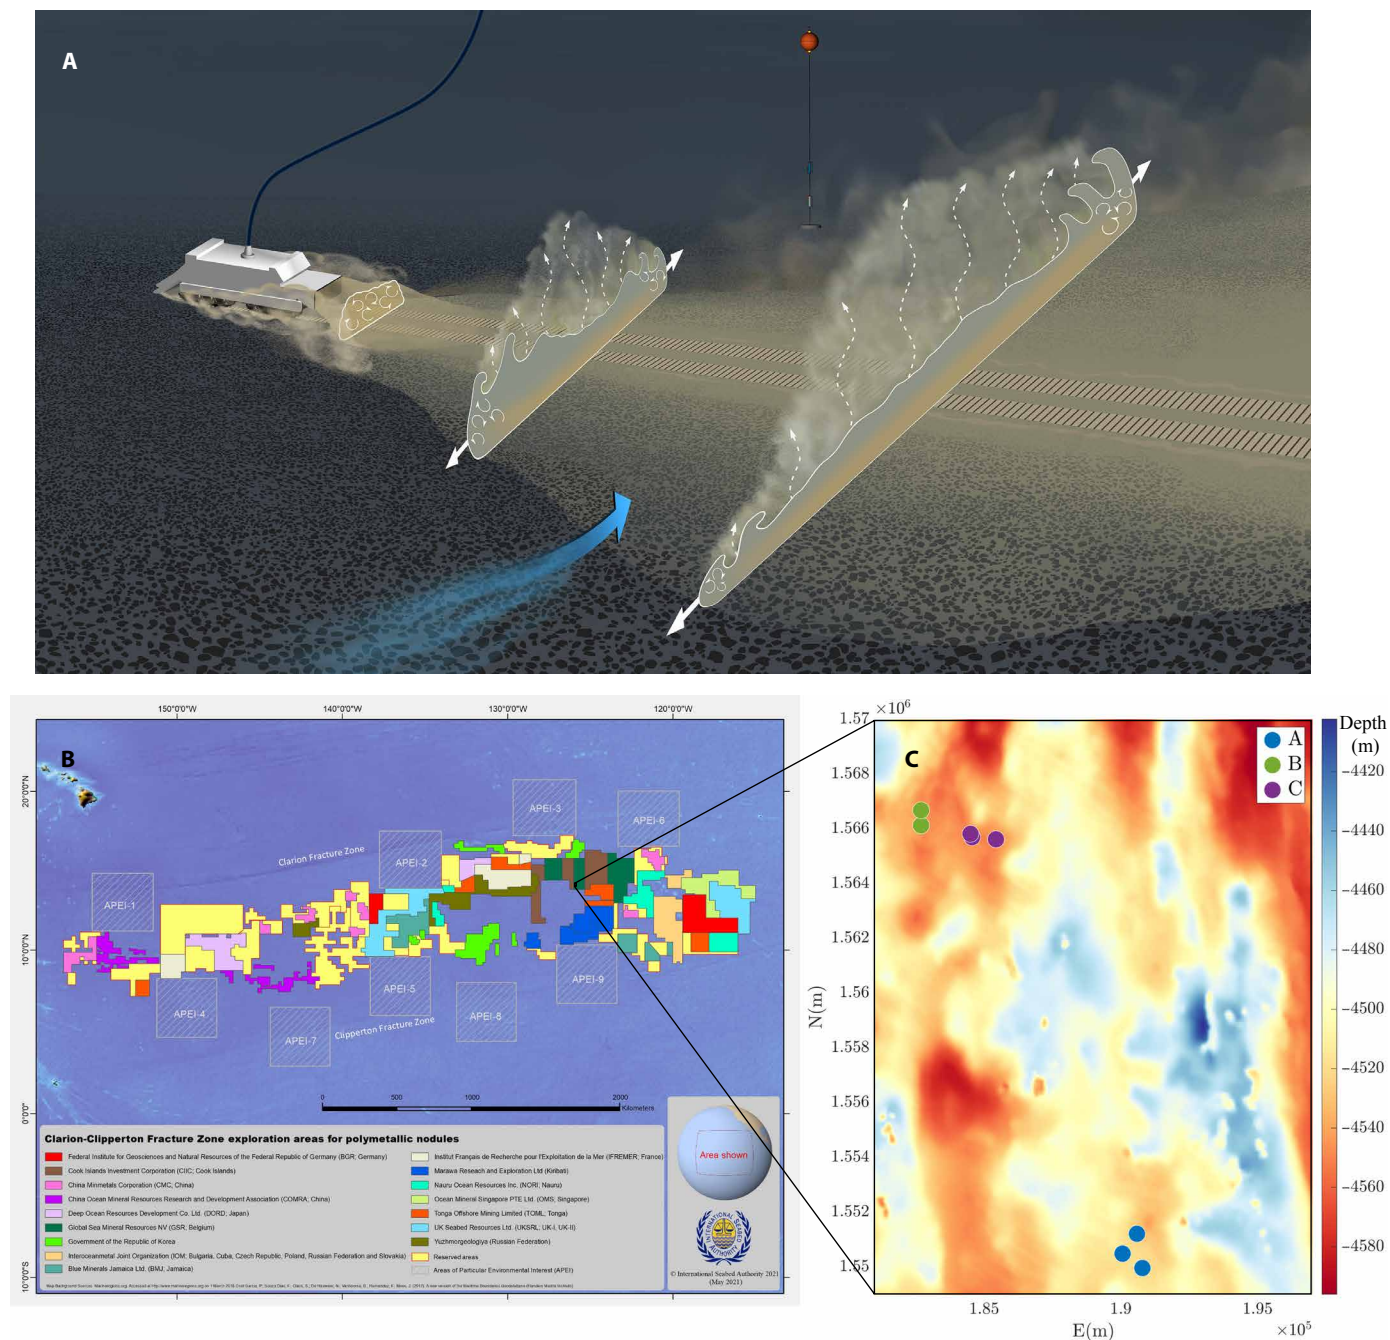 A
B
150°0'0"W
140°0'0"W
130°0'0"W
120°0'0"W
20°0'0"N
10°0'0"N
0°0'0"
10°0'0"S
APEI-3
APEI-6
Clarion Fracture Zone
APEI-2
APEI-1
APEI-9
APEI-5
APEI-4
APEI-8
APEI-7
Clipperton Fracture Zone
0
500
1000
2000
Kilometers
Clarion-Clipperton Fracture Zone exploration areas for polymetallic nodules
Federal Institute for Geosciences and Natural Resources of the Federal Republic of Germany (BGR; Germany)
Cook Islands Investment Corporation (CIIC; Cook Islands)
China Minmetals Corporation (CMC, China)
China Ocean Mineral Resources Research and Development Association (COMRA; China)
Deep Ocean Resources Development Co. Ltd. (DORD; Japan)
Global Sea Mineral Resources NV (GSR, Belgium)
Government of the Republic of Korea
Interoceanmetal Joint Organization (IOM; Bulgaria, Cuba, Czech Republic, Poland, Russian Federation and Slovakia)
Blue Minerals Jamaica Ltd. (BMJ; Jamaica)
Institut Français de Recherche pour l'Exploitation de la Mer (IFREMER; France)
Marawa Reseach and Exploration Ltd (Kiribati)
Nauru Ocean Resources Inc. (NORI; Nauru)
Ocean Mineral Singapore PTE Ltd. (OMS; Singapore)
Tonga Offshore Mining Limited (TOML; Tonga)
UK Seabed Resources Ltd. (UKSRL; UK-I, UK-II)
Yuzhmorgeologiya (Russian Federation)
Reserved areas
Areas of Particular Environmental Interest (APEI)
Area shown
INTERNATIONAL SEABED AUTHORITY
© International Seabed Authority 2021
(May 2021)
C
×10⁶
1.57
1.568
1.566
1.564
1.562
1.56
1.558
1.556
1.554
1.552
1.55
N(m)
A
B
C
Depth
(m)
−4420
−4440
−4460
−4480
−4500
−4520
−4540
−4560
−4580
1.85
1.9
1.95
×10⁵
E(m)